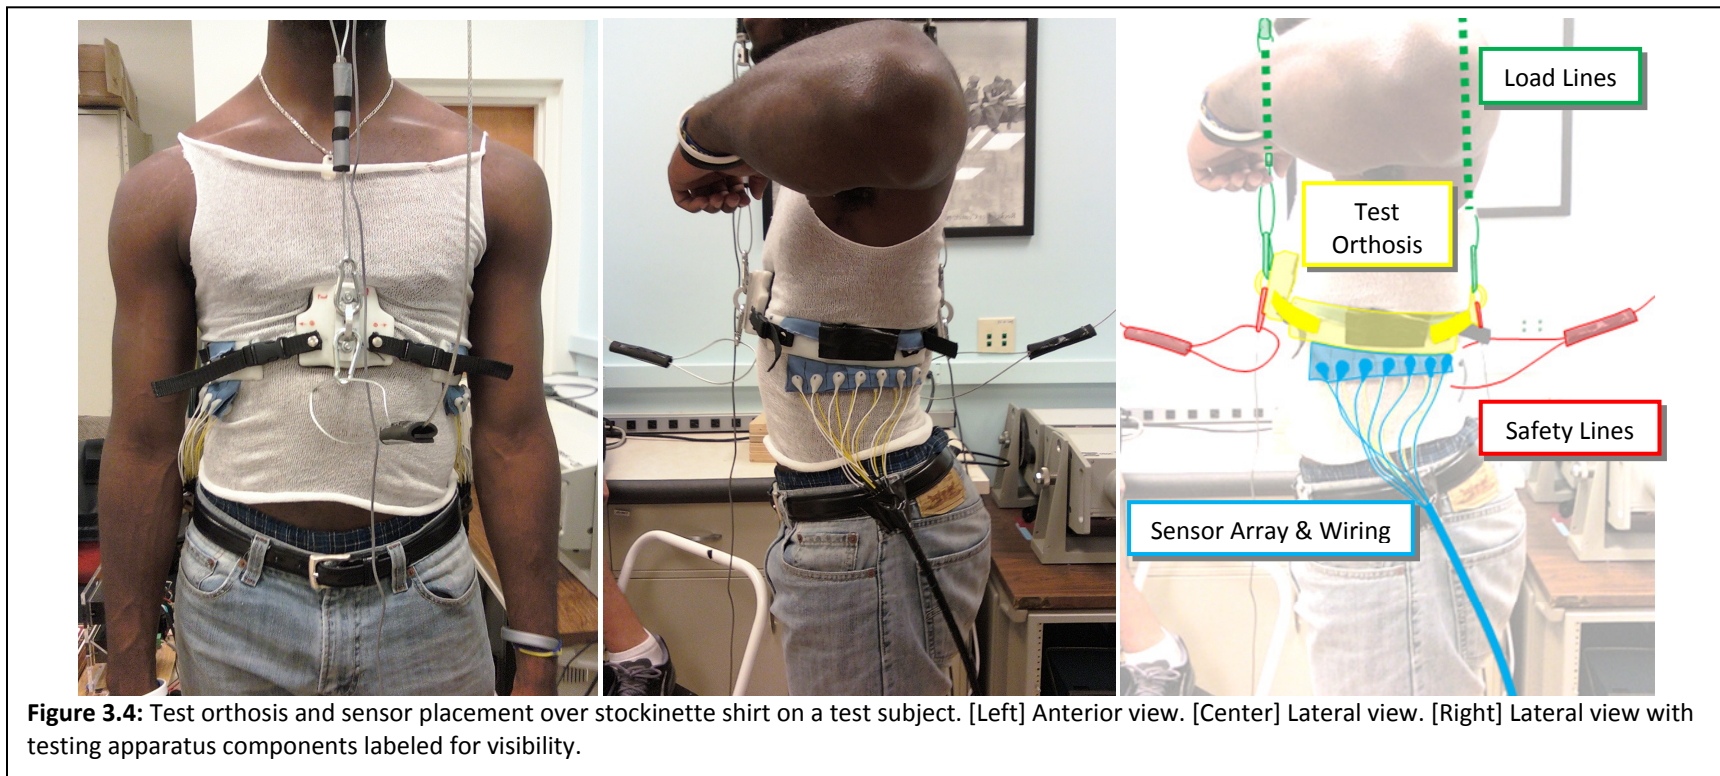 Load Lines
Test
Orthosis
Safety Lines
Sensor Array & Wiring
Figure 3.4: Test orthosis and sensor placement over stockinette shirt on a test subject. [Left] Anterior view. [Center] Lateral view. [Right] Lateral view with
testing apparatus components labeled for visibility.